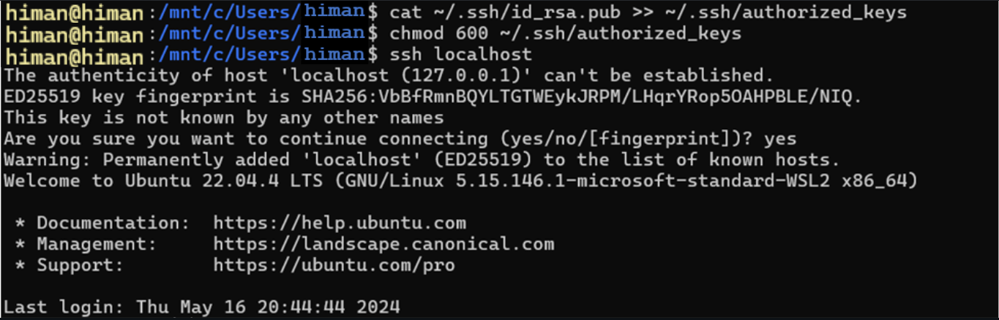 himan@himan:/mnt/c/Users/himan$ cat ~/.ssh/id_rsa.pub >> ~/.ssh/authorized_keys
himan@himan:/mnt/c/Users/himan$ chmod 600 ~/.ssh/authorized_keys
himan@himan:/mnt/c/Users/himan$ ssh localhost
The authenticity of host 'localhost (127.0.0.1)' can't be established.
ED25519 key fingerprint is SHA256:VbBfRmnBQYLTGTWEykJRPM/LHqrYRop5OAHPBLE/NIQ.
This key is not known by any other names
Are you sure you want to continue connecting (yes/no/[fingerprint])? yes
Warning: Permanently added 'localhost' (ED25519) to the list of known hosts.
Welcome to Ubuntu 22.04.4 LTS (GNU/Linux 5.15.146.1-microsoft-standard-WSL2 x86_64)
* Documentation: https://help.ubuntu.com
* Management: https://landscape.canonical.com
* Support: https://ubuntu.com/pro
Last login: Thu May 16 20:44:44 2024